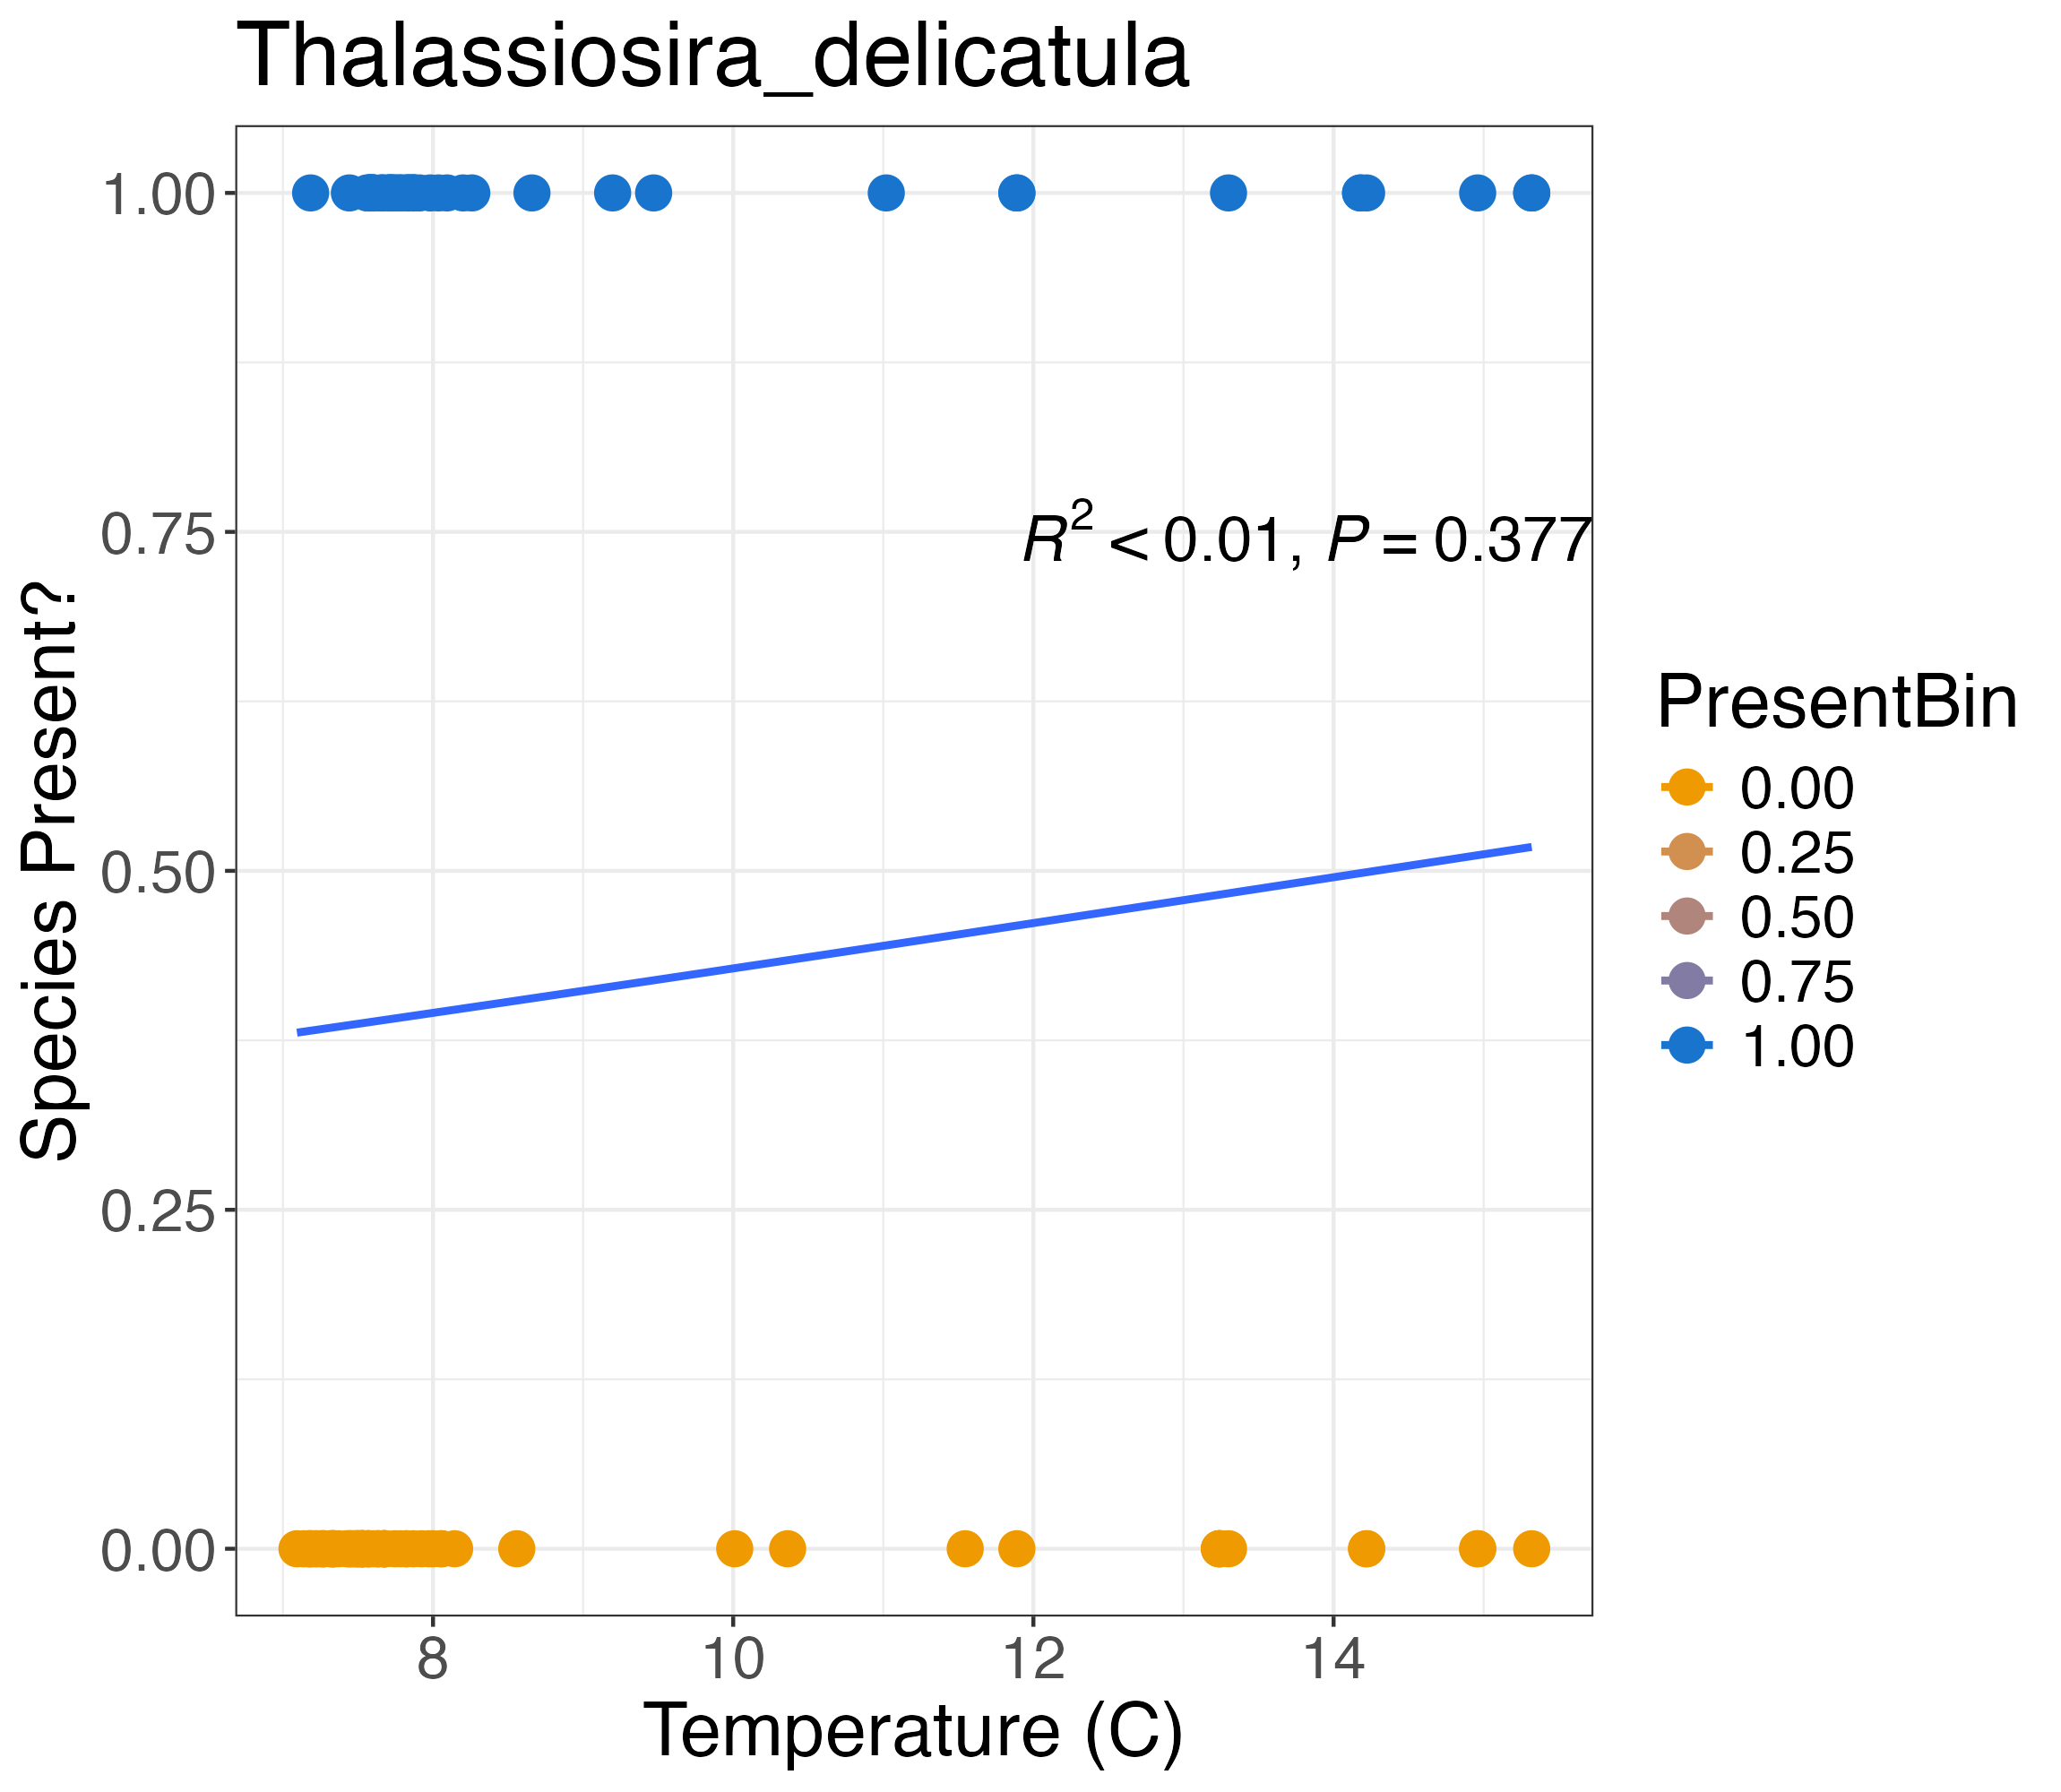 Thalassiosira_delicatula
1.00
0.75
0.50
0.25
0.00
Species Present?
R² < 0.01, P = 0.377
8 10 12 14
Temperature (C)
PresentBin
0.00
0.25
0.50
0.75
1.00